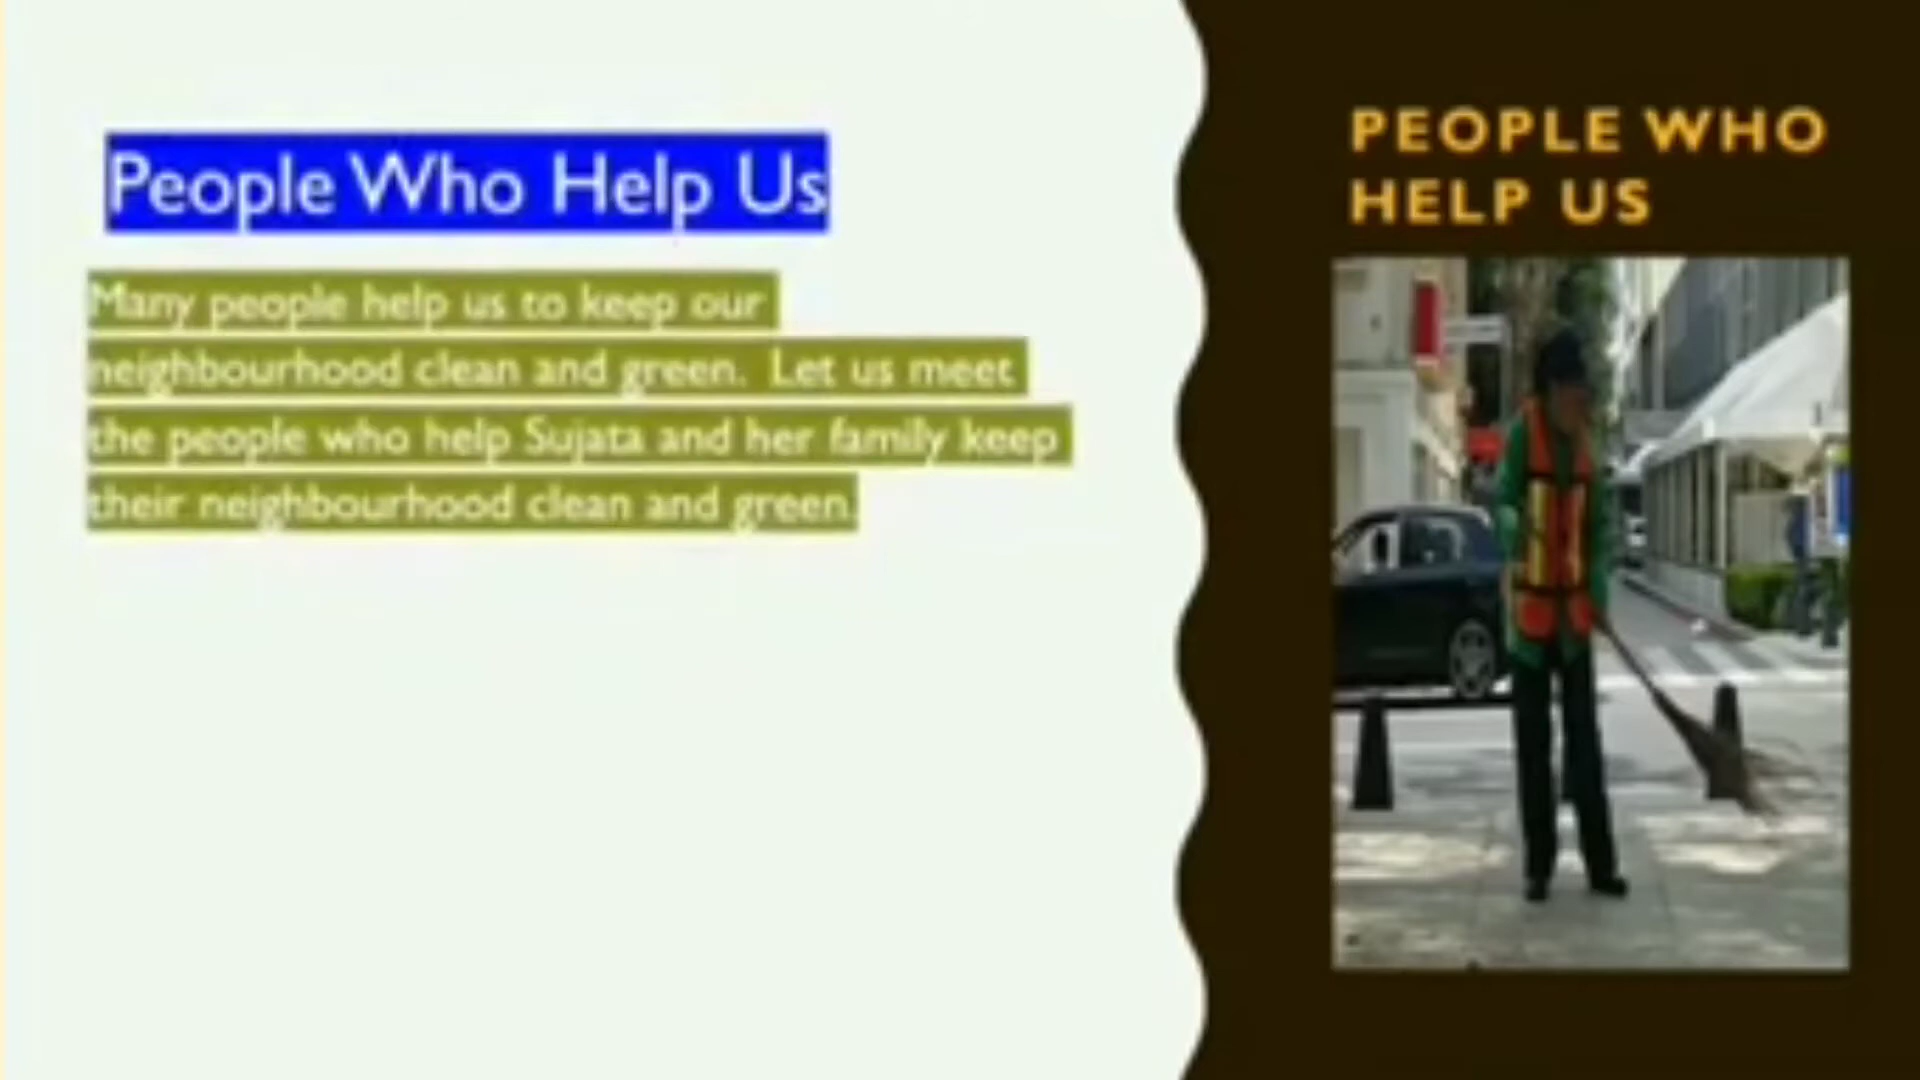 People Who Help Us
Many people help us to keep our
neighbourhood clean and green. Let us meet
the people who help Sujata and her family keep
their neighbourhood clean and green.
PEOPLE WHO
HELP US